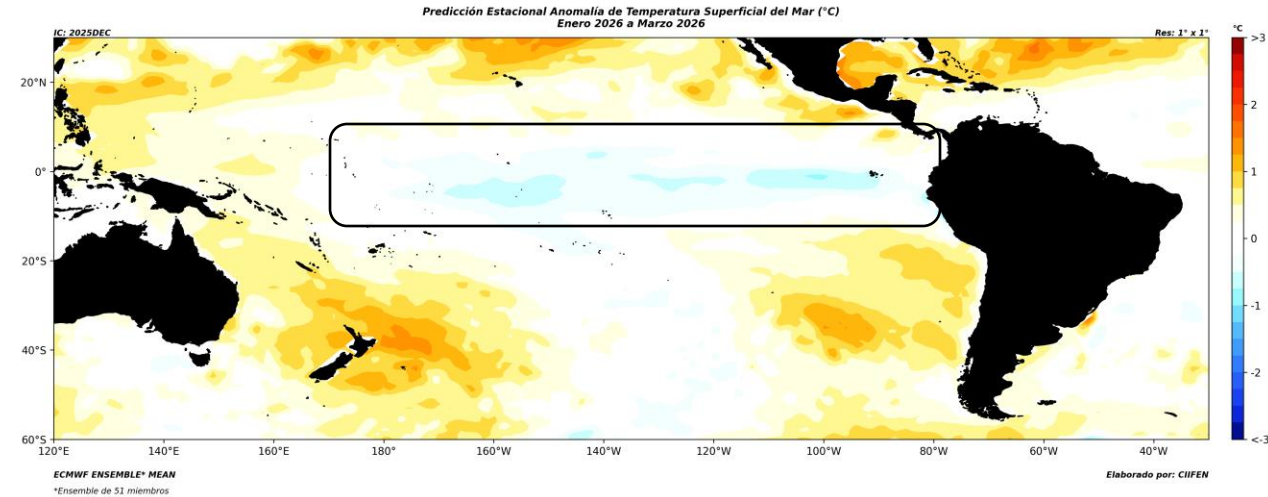 Predicción Estacional Anomalía de Temperatura Superficial del Mar (°C)
Enero 2026 a Marzo 2026
IC: 2025DEC
Res: 1° x 1°
°C
>3
2
1
0
-1
-2
<-3
20°N
0°
20°S
40°S
60°S
120°E
140°E
160°E
180°
160°W
140°W
120°W
100°W
80°W
60°W
40°W
ECMWF ENSEMBLE* MEAN
Elaborado por: CIIFEN
*Ensemble de 51 miembros